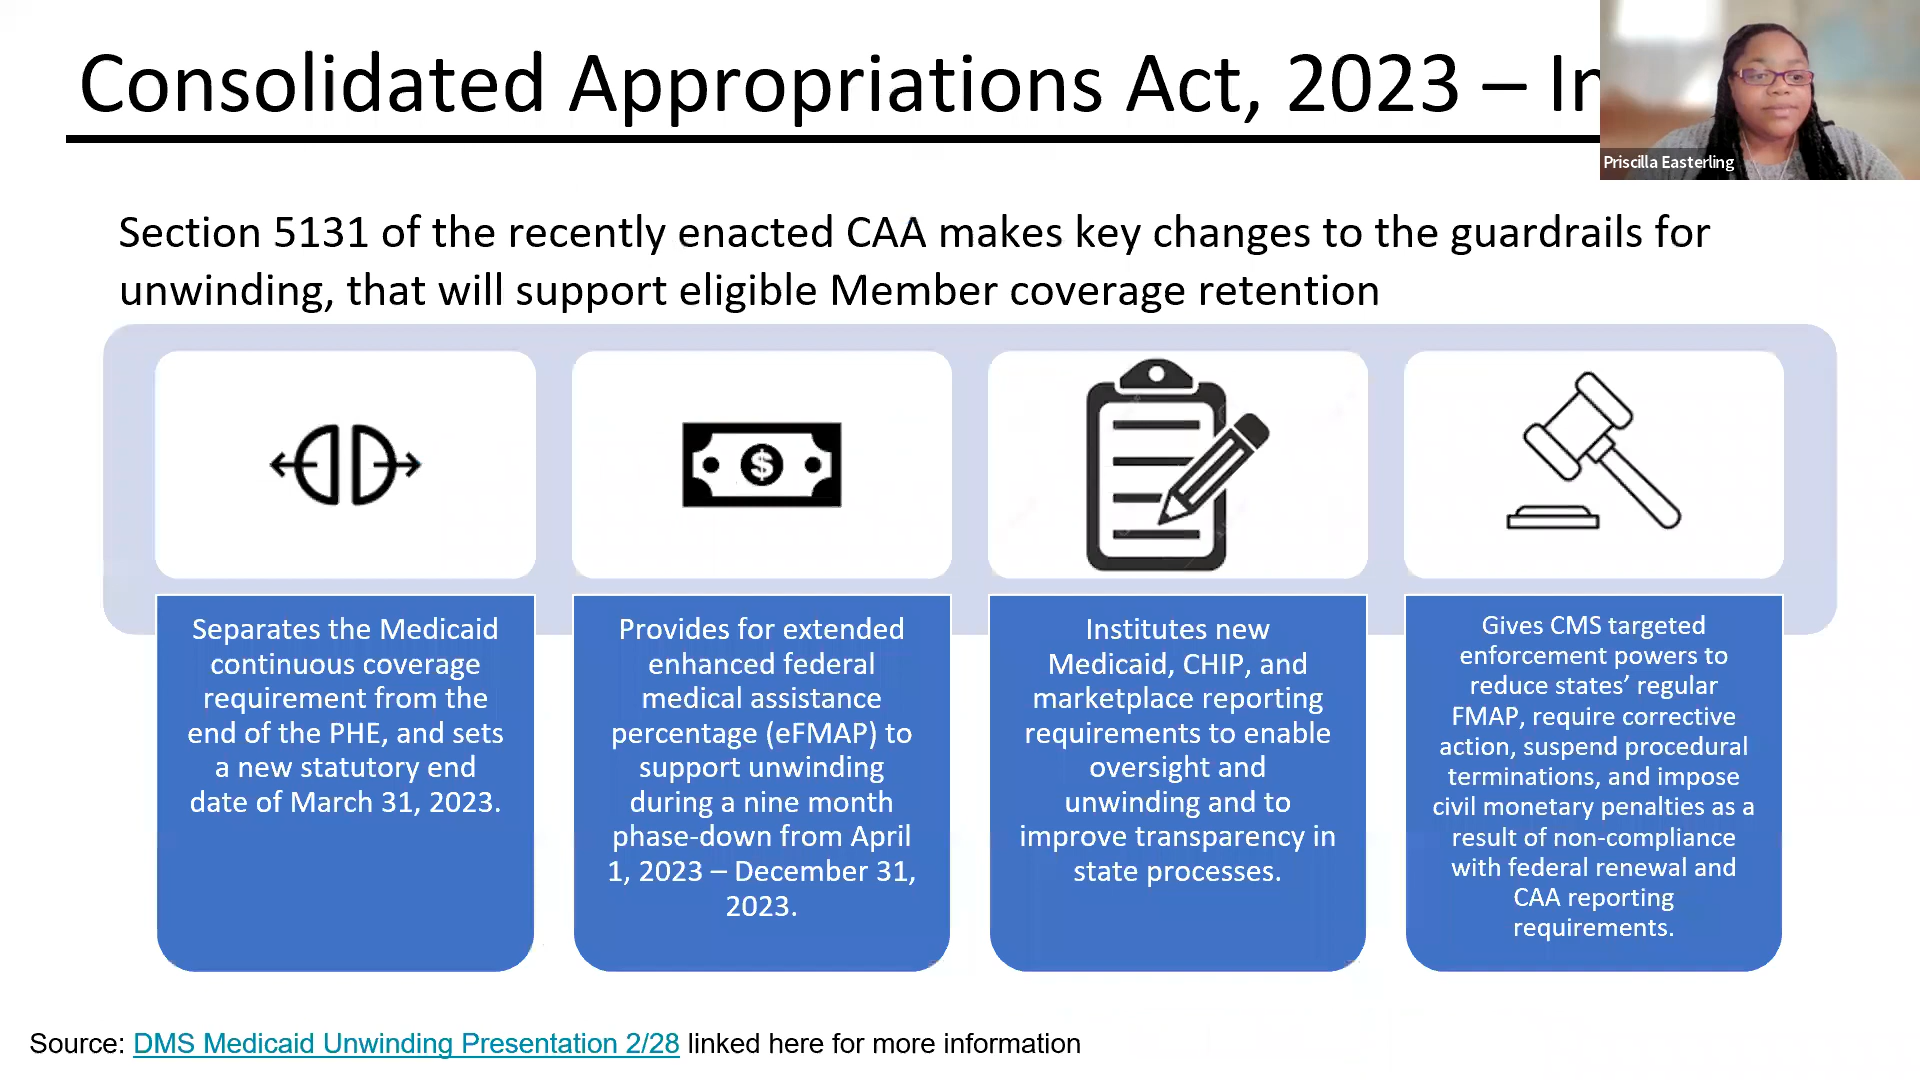 Consolidated Appropriations Act, 2023 – In
Priscilla Easterling
Section 5131 of the recently enacted CAA makes key changes to the guardrails for
unwinding, that will support eligible Member coverage retention
$
Separates the Medicaid
continuous coverage
requirement from the
end of the PHE, and sets
a new statutory end
date of March 31, 2023.
Provides for extended
enhanced federal
medical assistance
percentage (eFMAP) to
support unwinding
during a nine month
phase-down from April
1, 2023 – December 31,
2023.
Institutes new
Medicaid, CHIP, and
marketplace reporting
requirements to enable
oversight and
unwinding and to
improve transparency in
state processes.
Gives CMS targeted
enforcement powers to
reduce states’ regular
FMAP, require corrective
action, suspend procedural
terminations, and impose
civil monetary penalties as a
result of non-compliance
with federal renewal and
CAA reporting
requirements.
Source: DMS Medicaid Unwinding Presentation 2/28 linked here for more information